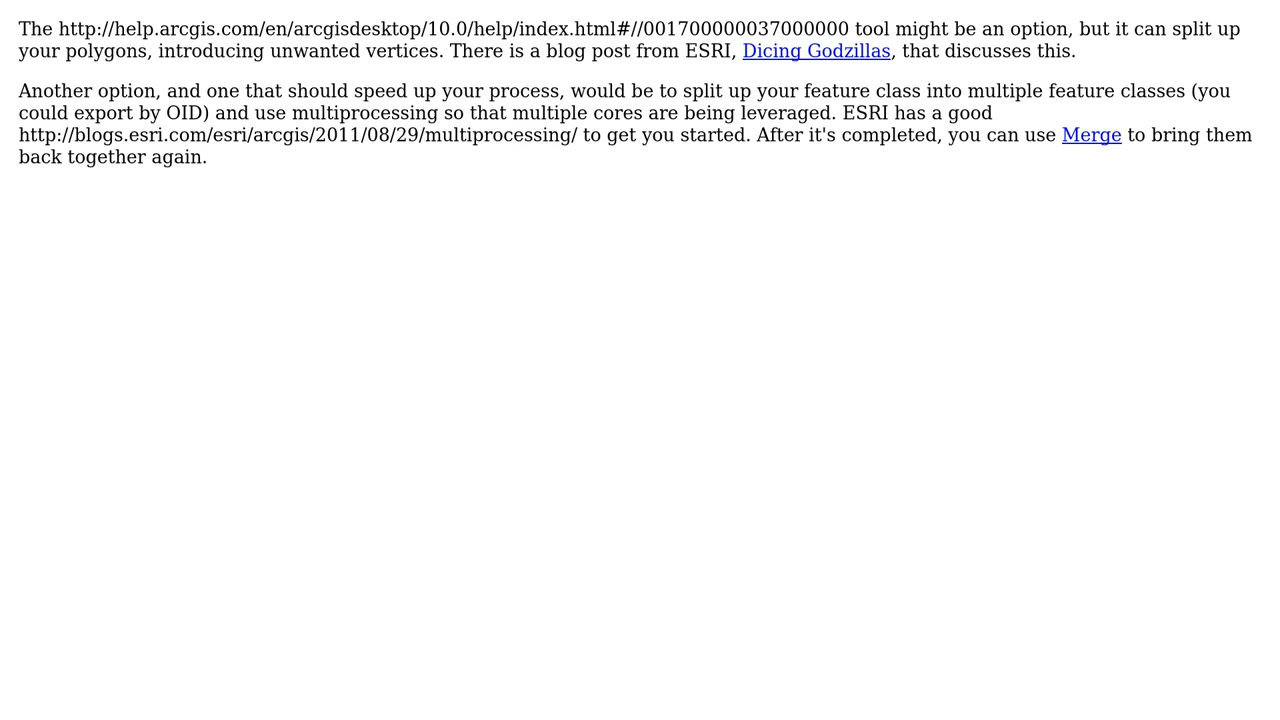 The http://help.arcgis.com/en/arcgisdesktop/10.0/help/index.html#//001700000037000000 tool might be an option, but it can split up
your polygons, introducing unwanted vertices. There is a blog post from ESRI, Dicing Godzillas, that discusses this.
Another option, and one that should speed up your process, would be to split up your feature class into multiple feature classes (you
could export by OID) and use multiprocessing so that multiple cores are being leveraged. ESRI has a good
http://blogs.esri.com/esri/arcgis/2011/08/29/multiprocessing/ to get you started. After it's completed, you can use Merge to bring them
back together again.